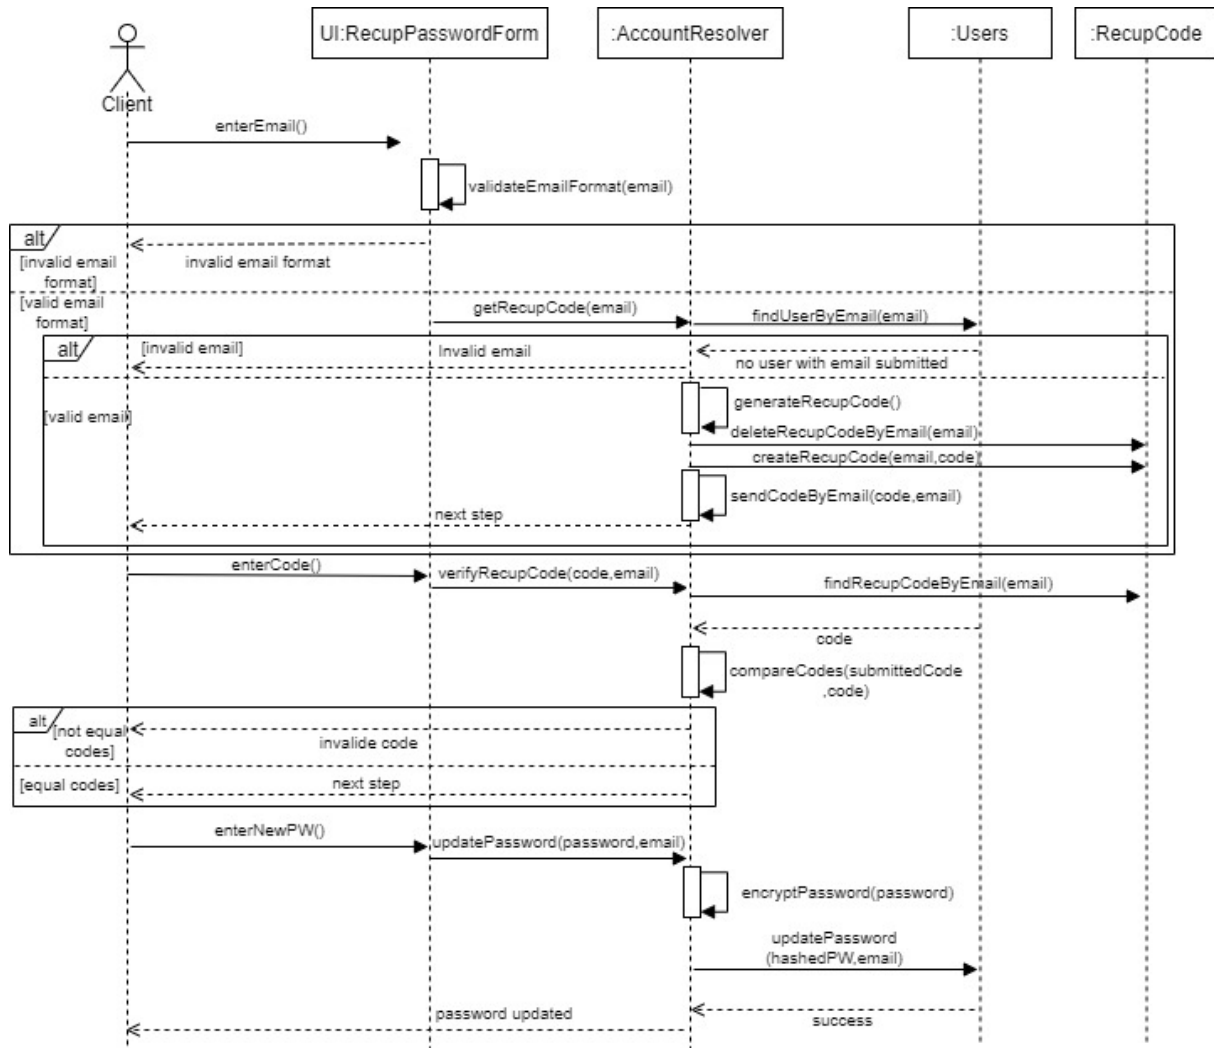 UI:RecupPasswordForm
:AccountResolver
:Users
:RecupCode
Client
enterEmail()
validateEmailFormat(email)
alt
[invalid email
format]
invalid email format
[valid email
format]
getRecupCode(email)
findUserByEmail(email)
alt
[invalid email]
Invalid email
no user with email submitted
[valid email]
generateRecupCode()
deleteRecupCodeByEmail(email)
createRecupCode(email,code)
sendCodeByEmail(code,email)
next step
enterCode()
verifyRecupCode(code,email)
findRecupCodeByEmail(email)
code
compareCodes(submittedCode
,code)
alt
[not equal
codes]
invalide code
[equal codes]
next step
enterNewPW()
updatePassword(password,email)
encryptPassword(password)
updatePassword
(hashedPW,email)
success
password updated